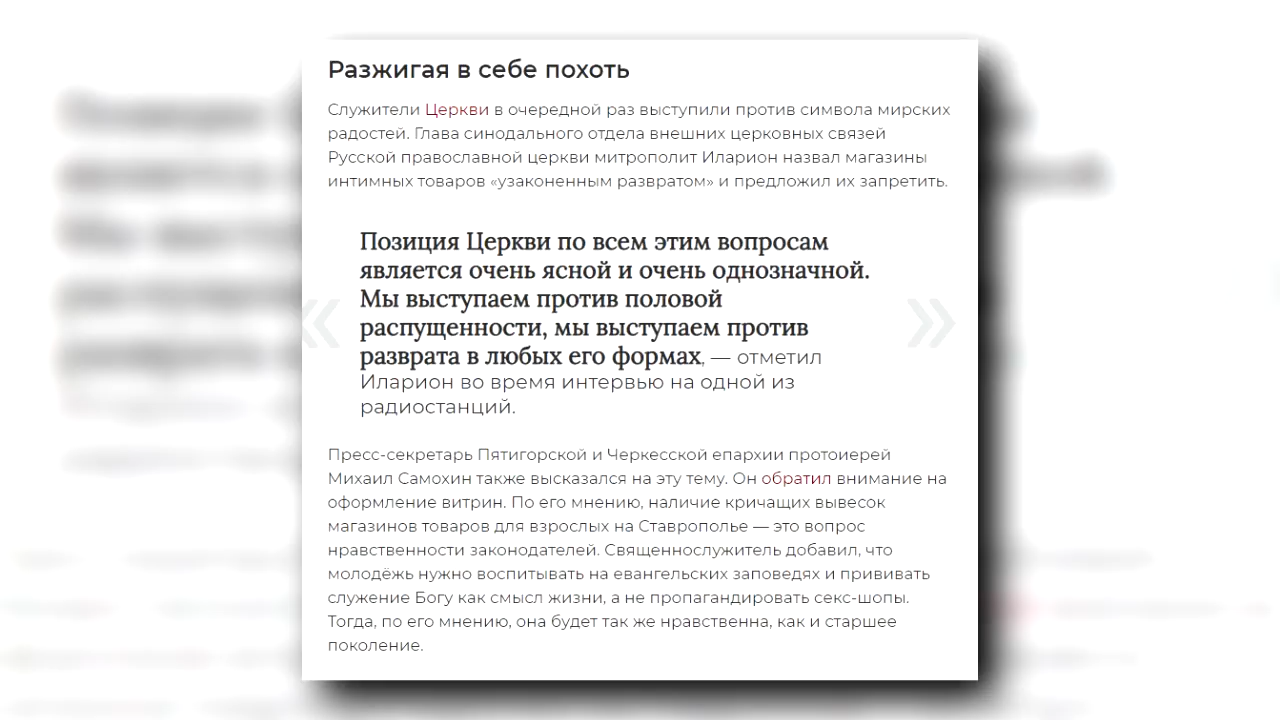 Разжигая в себе похоть
Служители Церкви в очередной раз выступили против символа мирских
радостей. Глава синодального отдела внешних церковных связей
Русской православной церкви митрополит Иларион назвал магазины
интимных товаров «узаконенным развратом» и предложил их запретить.
Позиция Церкви по всем этим вопросам
является очень ясной и очень однозначной.
Мы выступаем против половой
распущенности, мы выступаем против
разврата в любых его формах, — отметил
Иларион во время интервью на одной из
радиостанций.
Пресс-секретарь Пятигорской и Черкесской епархии протоиерей
Михаил Самохин также высказался на эту тему. Он обратил внимание на
оформление витрин. По его мнению, наличие кричащих вывесок
магазинов товаров для взрослых на Ставрополье — это вопрос
нравственности законодателей. Священнослужитель добавил, что
молодёжь нужно воспитывать на евангельских заповедях и прививать
служение Богу как смысл жизни, а не пропагандировать секс-шопы.
Тогда, по его мнению, она будет так же нравственна, как и старшее
поколение.